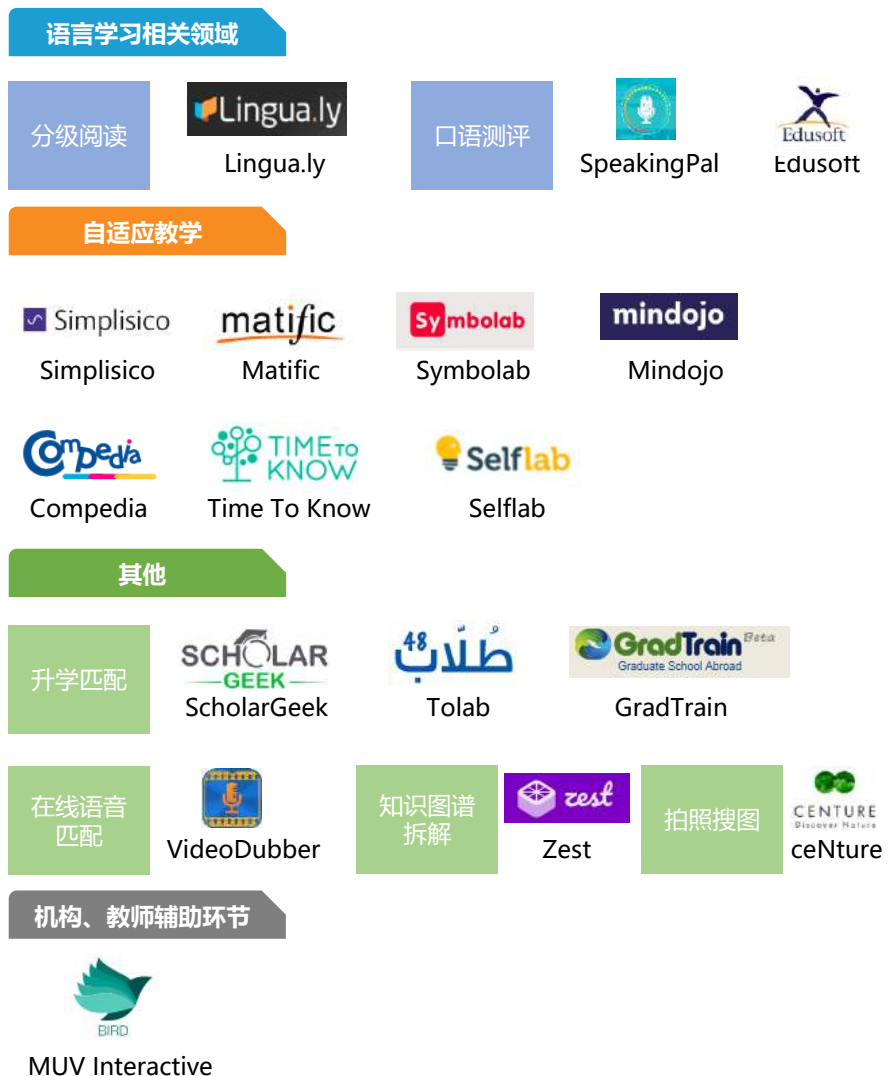 语言学习相关领域
分级阅读
Lingua.ly
Lingua.ly
口语测评
SpeakingPal
Edusoft
Edusoft
自适应教学
Simplisico
matific
Symbolab
mindojo
Simplisico
Matific
Symbolab
Mindojo
Compedia
TIME TO
KNOW
Selflab
Compedia
Time To Know
Selflab
其他
升学匹配
SCHOLAR
GEEK
ScholarGeek
48
طُلّاب
Tolab
GradTrain Beta
Graduate School Abroad
GradTrain
在线语音
匹配
VideoDubber
知识图谱
拆解
zest
Zest
拍照搜图
CENTURE
Discover Nature
ceNture
机构、教师辅助环节
BIRD
MUV Interactive